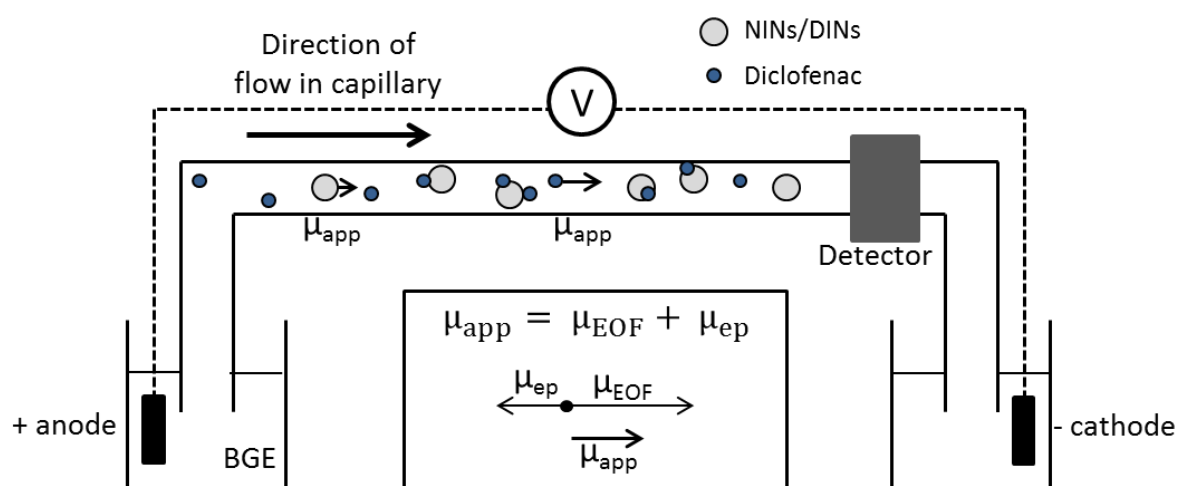 NINs/DINs
Direction of
flow in capillary
Diclofenac
V
μapp
μapp
Detector
μapp = μEOF + μep
μep
μEOF
μapp
+ anode
BGE
- cathode